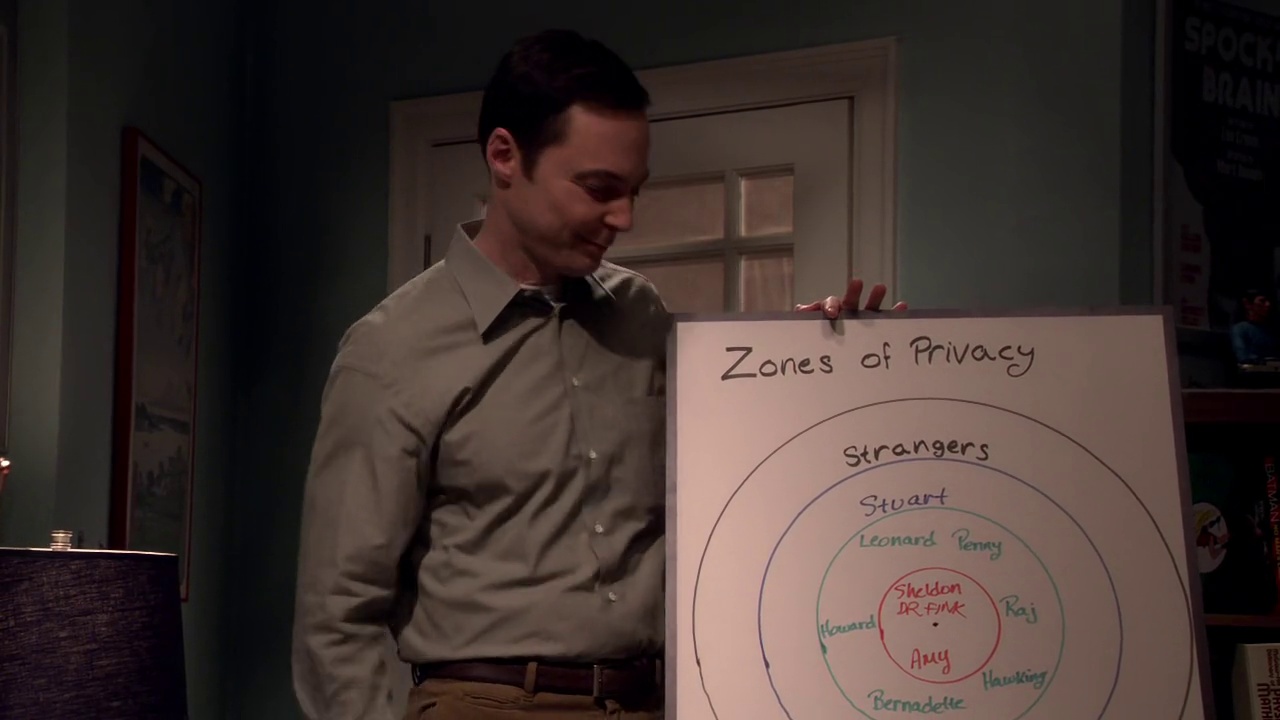 SPOCK'S
BRAIN
Zones of Privacy
Strangers
Stuart
Leonard Penny
Sheldon
DR. FINK
Howard
Raj
Amy
Hawking
Bernadette